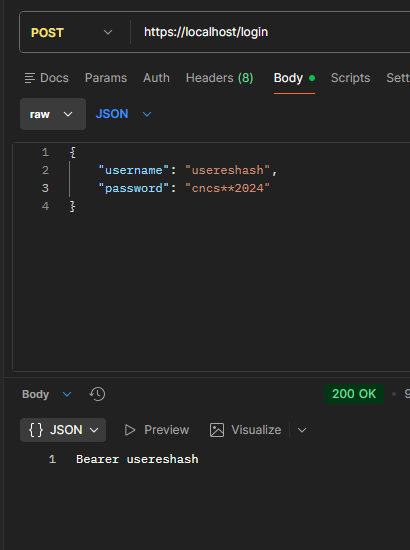 POST https://localhost/login
Docs Params Auth Headers (8) Body Scripts Sett
raw JSON
1 {
2 "username": "usereshash",
3 "password": "cncs**2024"
4 }
Body 200 OK • 9
{} JSON Preview Visualize
1 Bearer usereshash